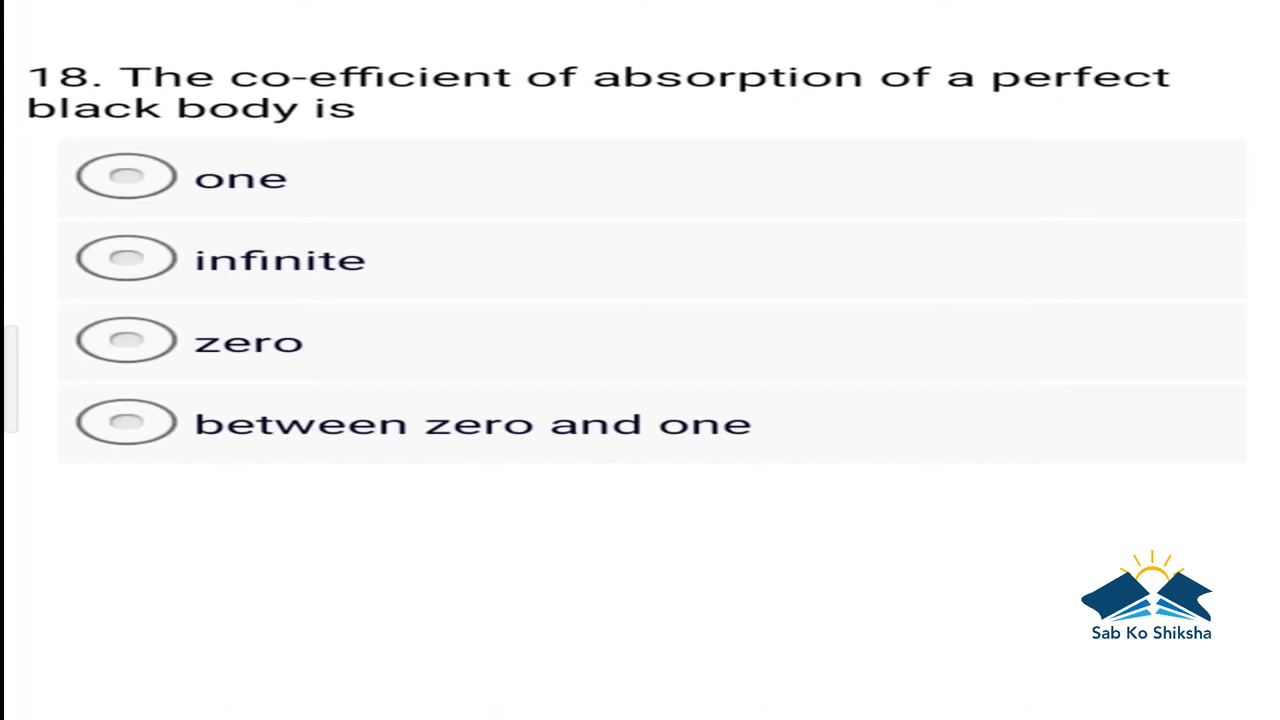 18. The co-efficient of absorption of a perfect
black body is
one
infinite
zero
between zero and one
Sab Ko Shiksha